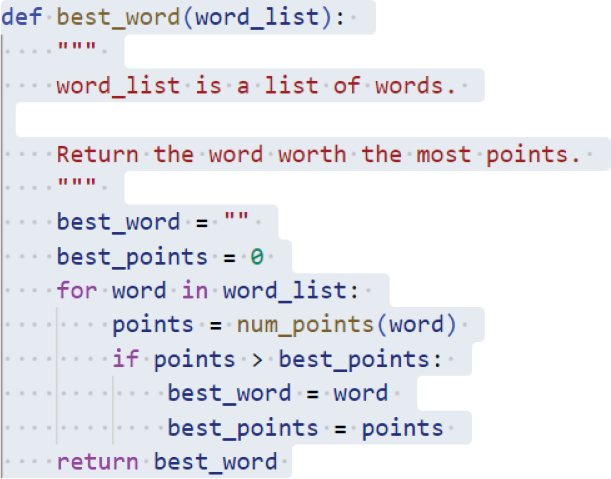 def best_word(word_list):
    """
    word_list is a list of words.

    Return the word worth the most points.
    """
    best_word = ""
    best_points = 0
    for word in word_list:
        points = num_points(word)
        if points > best_points:
            best_word = word
            best_points = points
    return best_word